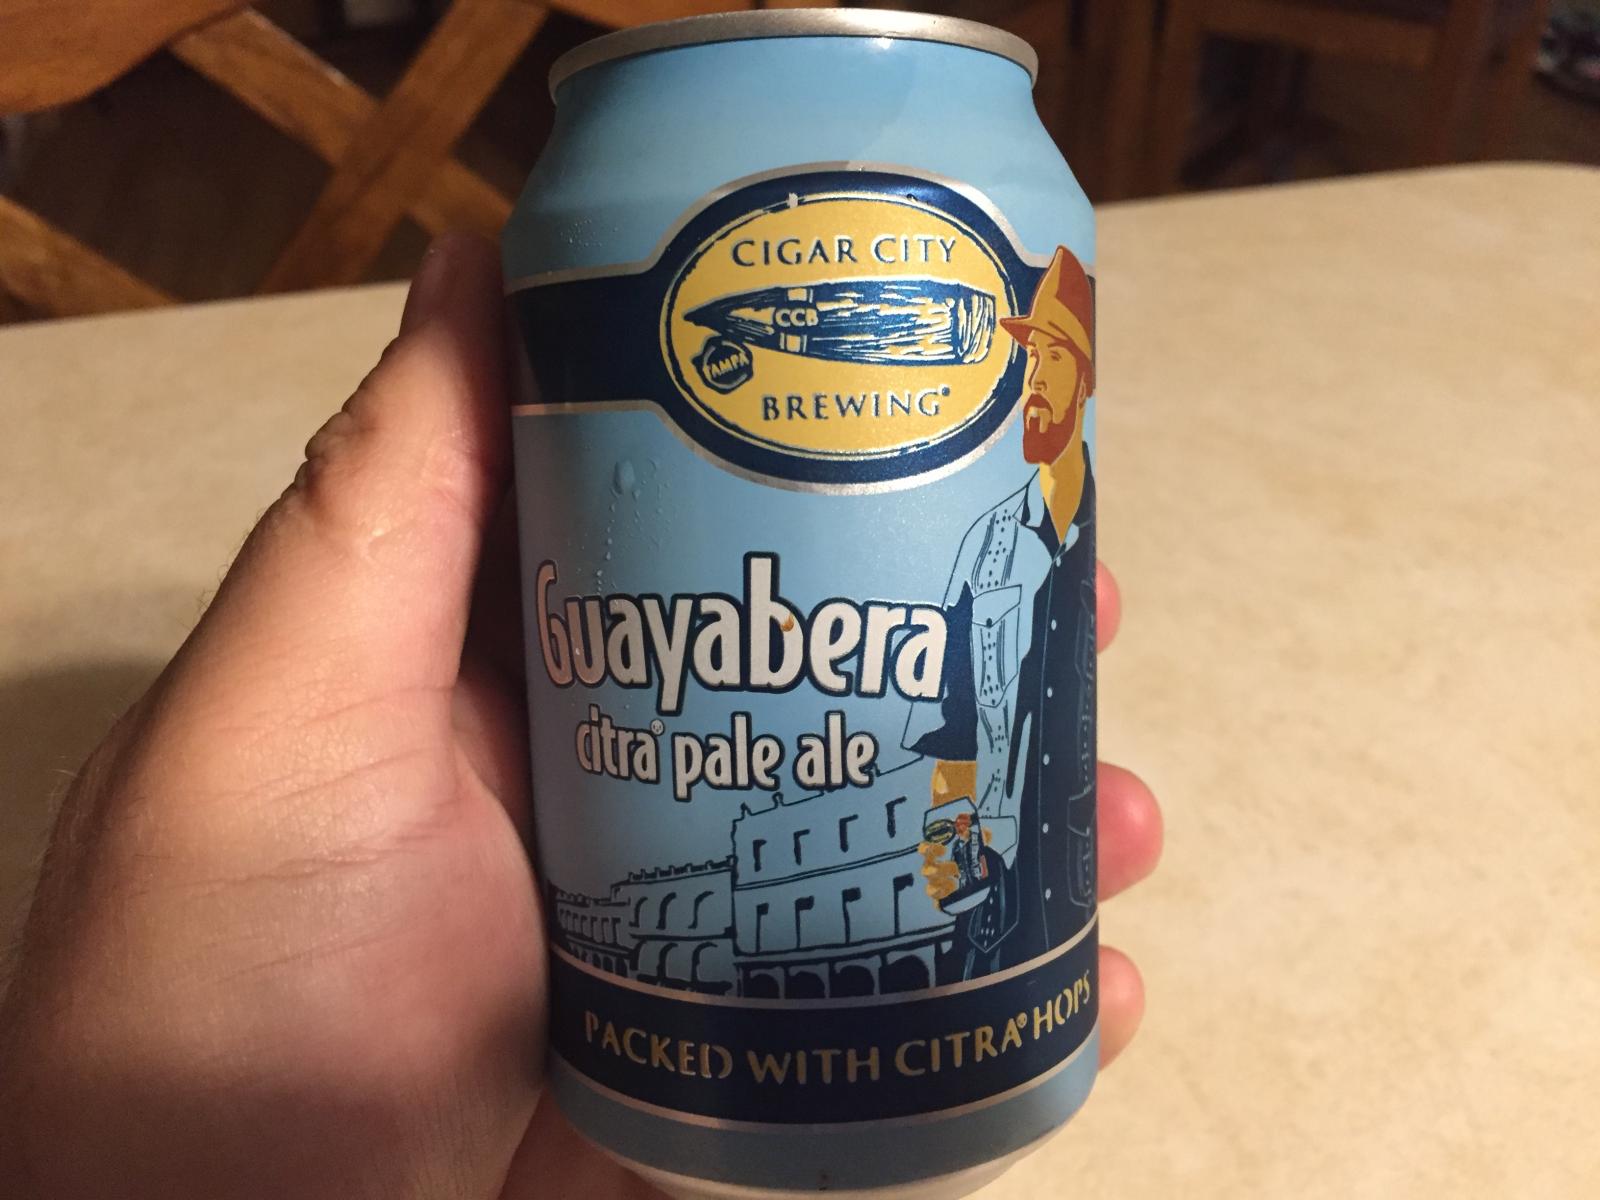 CIGAR CITY
CCB
TAMPA
BREWING®
Guayabera
citra® pale ale
PACKED WITH CITRA® HOPS